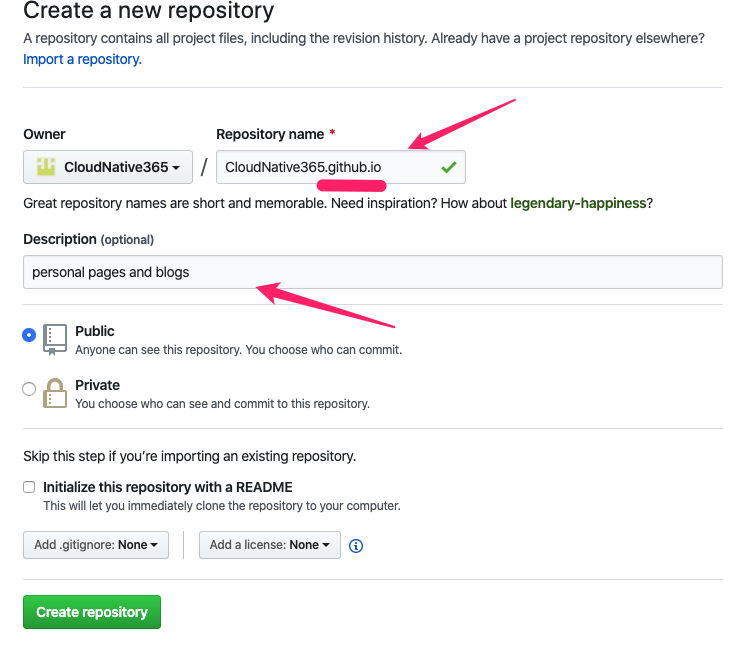 Create a new repository
A repository contains all project files, including the revision history. Already have a project repository elsewhere?
Import a repository.
Owner Repository name *
CloudNative365 / CloudNative365.github.io
Great repository names are short and memorable. Need inspiration? How about legendary-happiness?
Description (optional)
personal pages and blogs
Public
Anyone can see this repository. You choose who can commit.
Private
You choose who can see and commit to this repository.
Skip this step if you’re importing an existing repository.
Initialize this repository with a README
This will let you immediately clone the repository to your computer.
Add .gitignore: None Add a license: None
Create repository